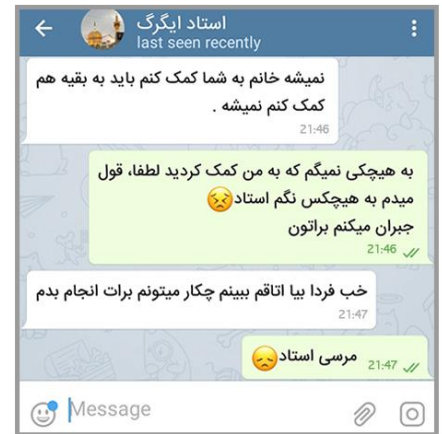 استاد ایگرگ
last seen recently
نمیشه خانم به شما کمک کنم باید به بقیه هم
کمک کنم نمیشه .
21:46
به هیچکی نمیگم که به من کمک کردید لطفا، قول
میدم به هیچکس نگم استاد😣
جبران میکنم براتون
21:46
خب فردا بیا اتاقم ببینم چکار میتونم برات انجام بدم
21:47
مرسی استاد😞
21:47
Message